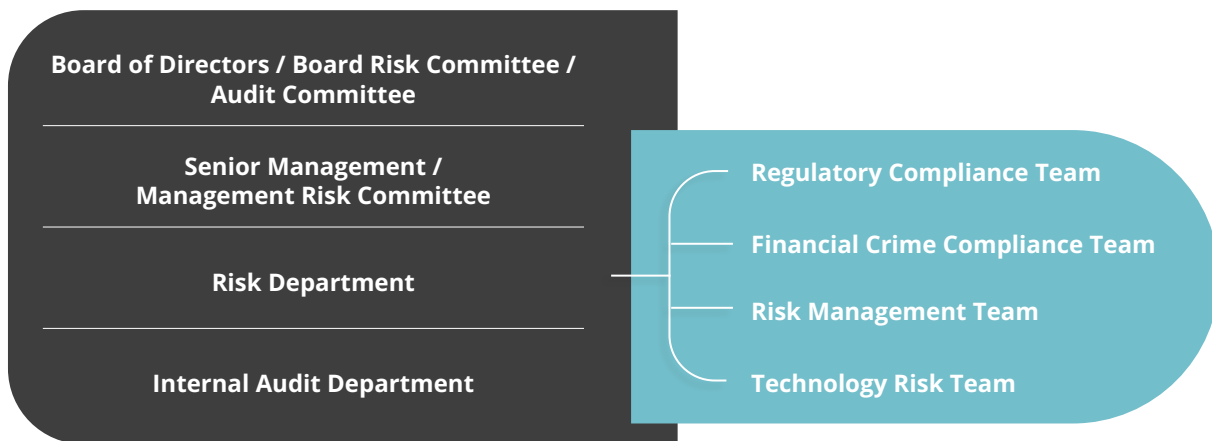 Board of Directors / Board Risk Committee /
Audit Committee
Senior Management /
Management Risk Committee
Risk Department
Internal Audit Department
Regulatory Compliance Team
Financial Crime Compliance Team
Risk Management Team
Technology Risk Team